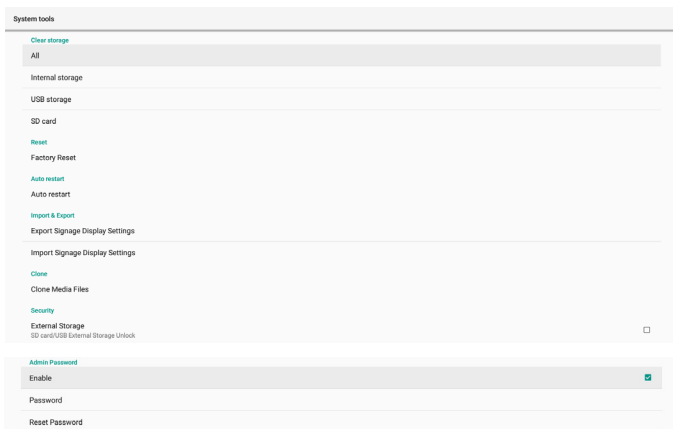 System tools
Clear storage
All
Internal storage
USB storage
SD card
Reset
Factory Reset
Auto restart
Auto restart
Import & Export
Export Signage Display Settings
Import Signage Display Settings
Clone
Clone Media Files
Security
External Storage
SD card/USB External Storage Unlock
Admin Password
Enable
Password
Reset Password